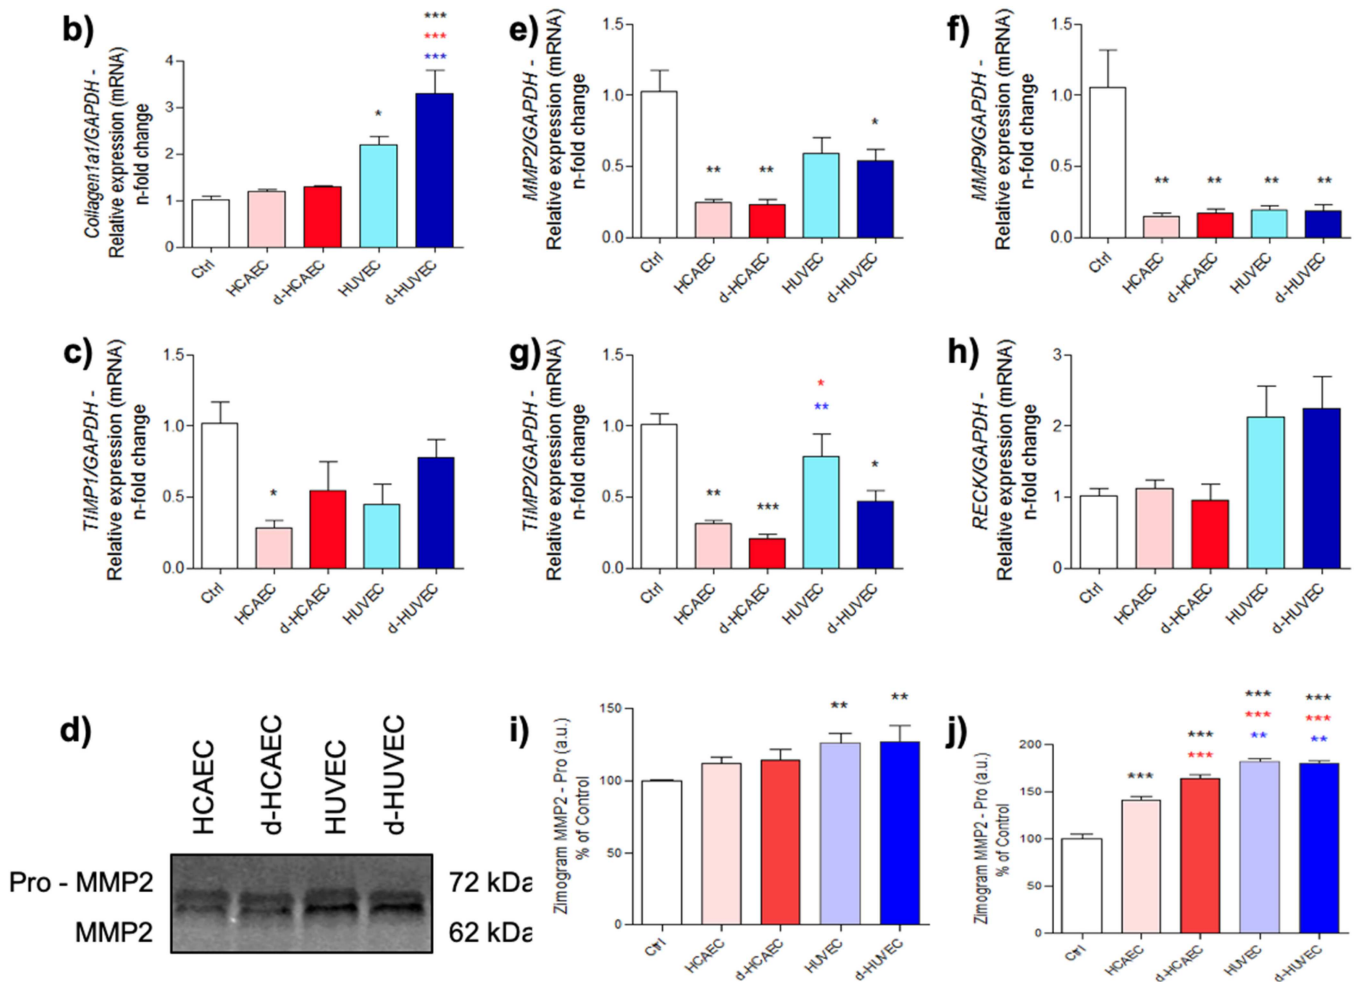 b)
Collagen1a1/GAPDH -
Relative expression (mRNA)
n-fold change
4
3
2
1
0
*
***
***
***
Ctrl
HCAEC
d-HCAEC
HUVEC
d-HUVEC
e)
MMP2/GAPDH -
Relative expression (mRNA)
n-fold change
1.5
1.0
0.5
0.0
**
**
*
Ctrl
HCAEC
d-HCAEC
HUVEC
d-HUVEC
f)
MMP9/GAPDH -
Relative expression (mRNA)
n-fold change
1.5
1.0
0.5
0.0
**
**
**
**
Ctrl
HCAEC
d-HCAEC
HUVEC
d-HUVEC
c)
TIMP1/GAPDH -
Relative expression (mRNA)
n-fold change
1.5
1.0
0.5
0.0
*
Ctrl
HCAEC
d-HCAEC
HUVEC
d-HUVEC
g)
TIMP2/GAPDH -
Relative expression (mRNA)
n-fold change
1.5
1.0
0.5
0.0
**
***
*
**
*
Ctrl
HCAEC
d-HCAEC
HUVEC
d-HUVEC
h)
RECK/GAPDH -
Relative expression (mRNA)
n-fold change
3
2
1
0
Ctrl
HCAEC
d-HCAEC
HUVEC
d-HUVEC
d)
HCAEC
d-HCAEC
HUVEC
d-HUVEC
Pro - MMP2
72 kDa
MMP2
62 kDa
i)
Zimogram MMP2 - Pro (a.u.)
% of Control
150
100
50
0
**
**
Ctrl
HCAEC
d-HCAEC
HUVEC
d-HUVEC
j)
Zimogram MMP2 - Pro (a.u.)
% of Control
200
150
100
50
0
***
***
***
***
***
**
***
***
**
Ctrl
HCAEC
d-HCAEC
HUVEC
d-HUVEC